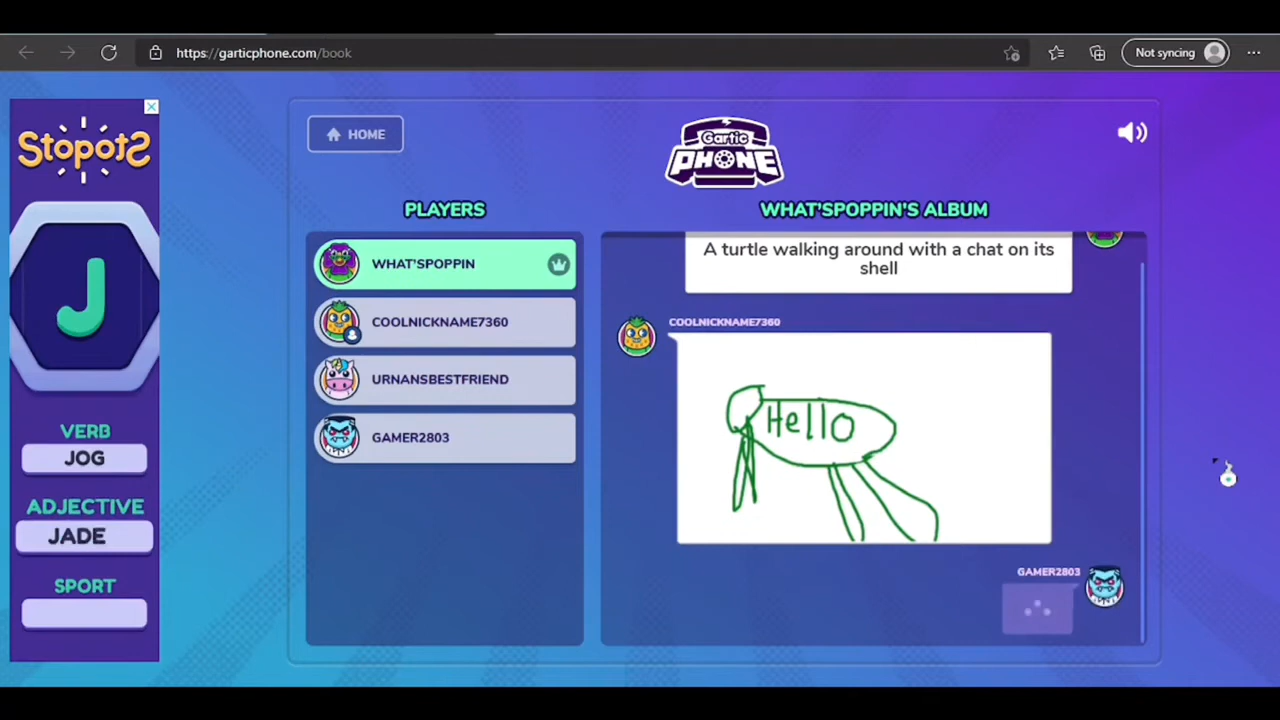 https://garticphone.com/book
Not syncing
StopotS
J
VERB
JOG
ADJECTIVE
JADE
SPORT
HOME
Gartic
PHONE
PLAYERS
WHAT'SPOPPIN
COOLNICKNAME7360
URNANSBESTFRIEND
GAMER2803
WHAT'SPOPPIN'S ALBUM
A turtle walking around with a chat on its
shell
COOLNICKNAME7360
Hello
GAMER2803